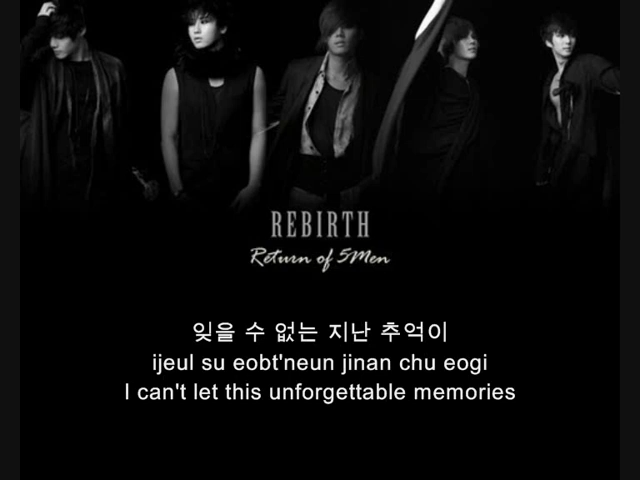 REBIRTH
Return of 5Men
잊을 수 없는 지난 추억이
ijeul su eobt'neun jinan chu eogi
I can't let this unforgettable memories